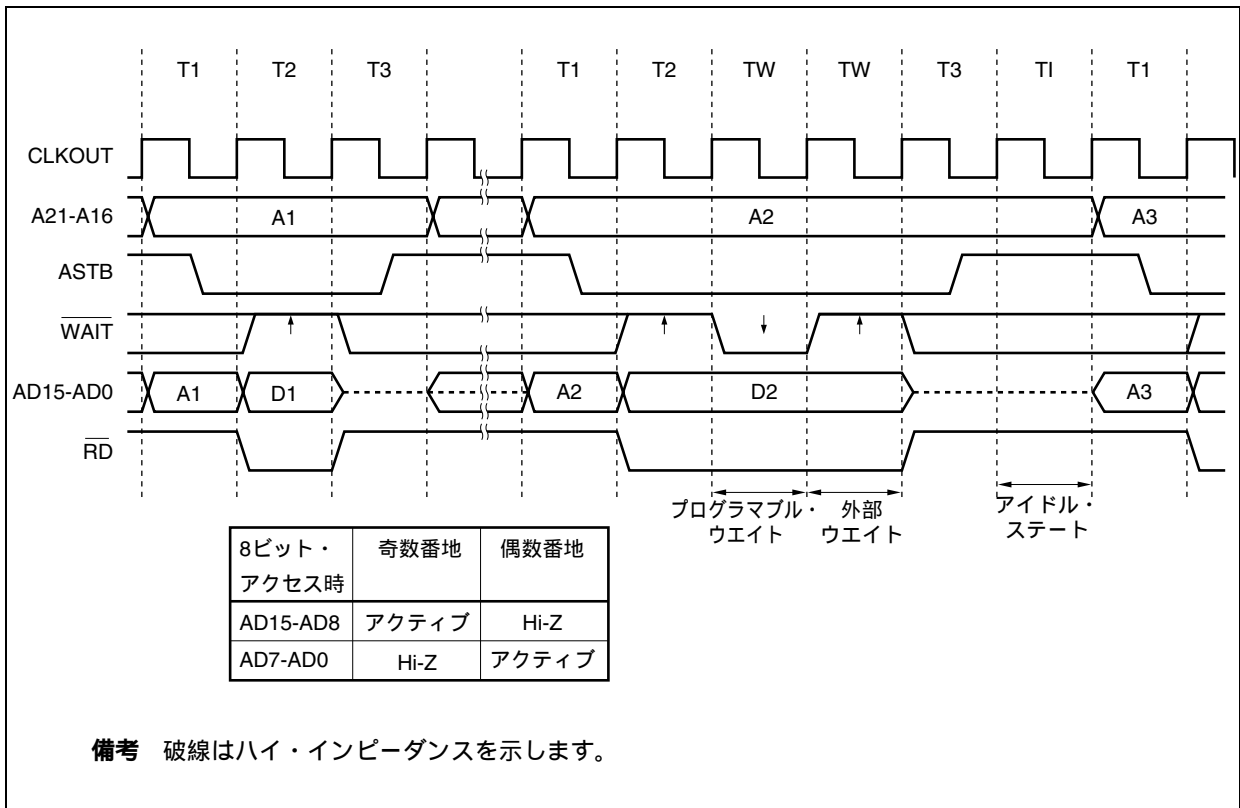 T1 T2 T3 T1 T2 TW TW T3 TI T1
CLKOUT
A21-A16 A1 A2 A3
ASTB
WAIT
AD15-AD0 A1 D1 A2 D2 A3
RD
プログラマブル・ 外部 アイドル・
ウエイト ウエイト ステート
8ビット・ 奇数番地 偶数番地
アクセス時
AD15-AD8 アクティブ Hi-Z
AD7-AD0 Hi-Z アクティブ
備考 破線はハイ・インピーダンスを示します。